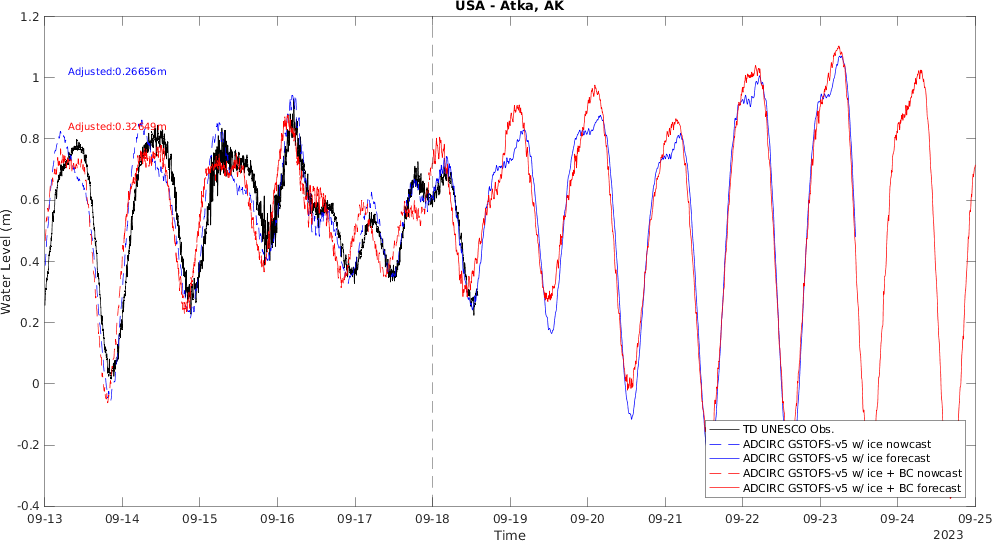 USA - Atka, AK
1.2
1
0.8
0.6
0.4
0.2
0
-0.2
-0.4
Water Level (m)
Adjusted:0.26656m
Adjusted:0.32649m
TD UNESCO Obs.
ADCIRC GSTOFS-v5 w/ ice nowcast
ADCIRC GSTOFS-v5 w/ ice forecast
ADCIRC GSTOFS-v5 w/ ice + BC nowcast
ADCIRC GSTOFS-v5 w/ ice + BC forecast
09-13 09-14 09-15 09-16 09-17 09-18 09-19 09-20 09-21 09-22 09-23 09-24 09-25
Time
2023